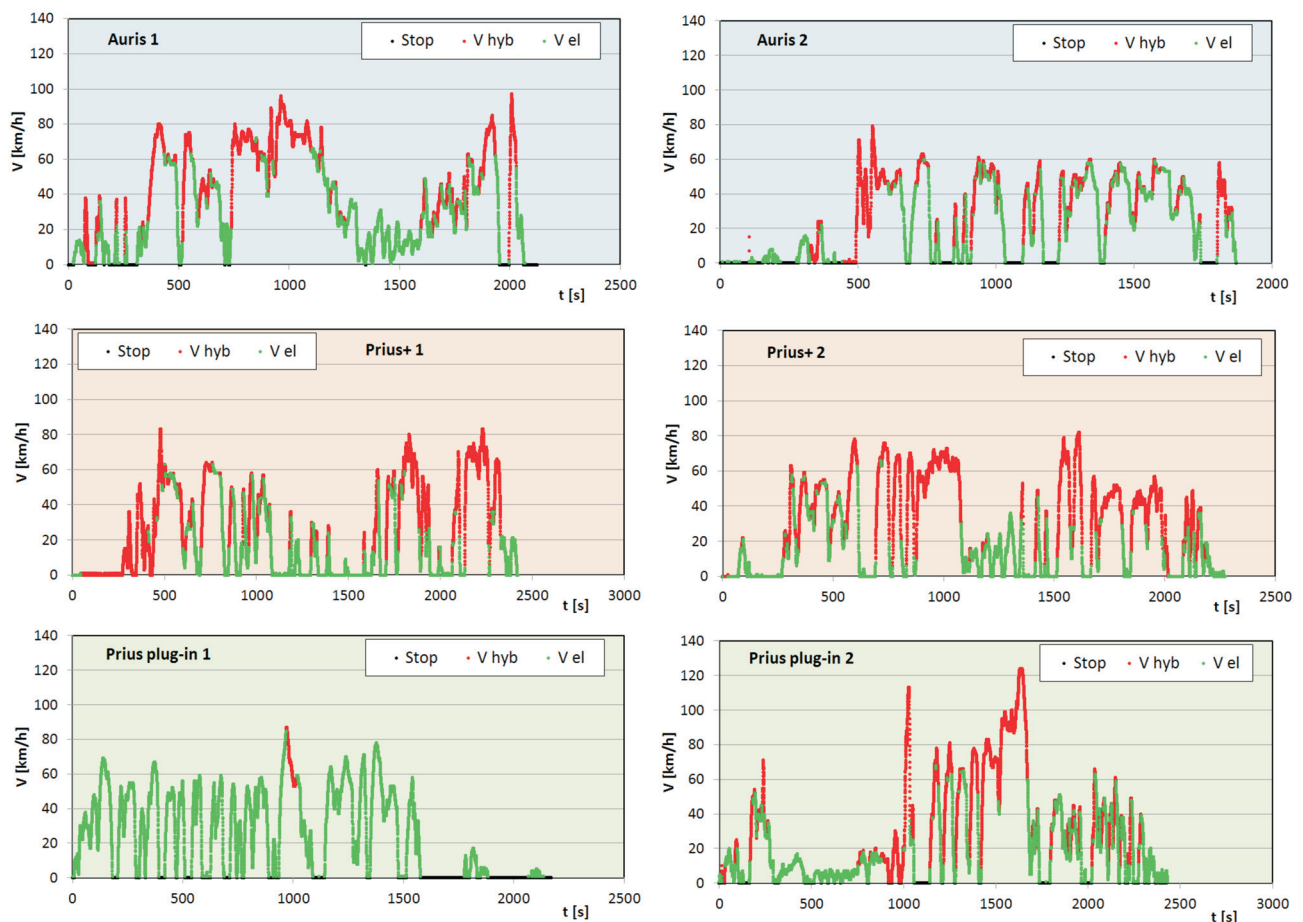 Auris 1
• Stop • V hyb • V el
V [km/h]
140
120
100
80
60
40
20
0
0 500 1000 1500 2000 2500
t [s]
Auris 2
• Stop • V hyb • V el
V [km/h]
140
120
100
80
60
40
20
0
0 500 1000 1500 2000
t [s]
• Stop • V hyb • V el
Prius+ 1
V [km/h]
140
120
100
80
60
40
20
0
0 500 1000 1500 2000 2500 3000
t [s]
Prius+ 2
• Stop • V hyb • V el
V [km/h]
140
120
100
80
60
40
20
0
0 500 1000 1500 2000 2500
t [s]
Prius plug-in 1
• Stop • V hyb • V el
V [km/h]
140
120
100
80
60
40
20
0
0 500 1000 1500 2000 2500
t [s]
Prius plug-in 2
• Stop • V hyb • V el
V [km/h]
140
120
100
80
60
40
20
0
0 500 1000 1500 2000 2500 3000
t [s]